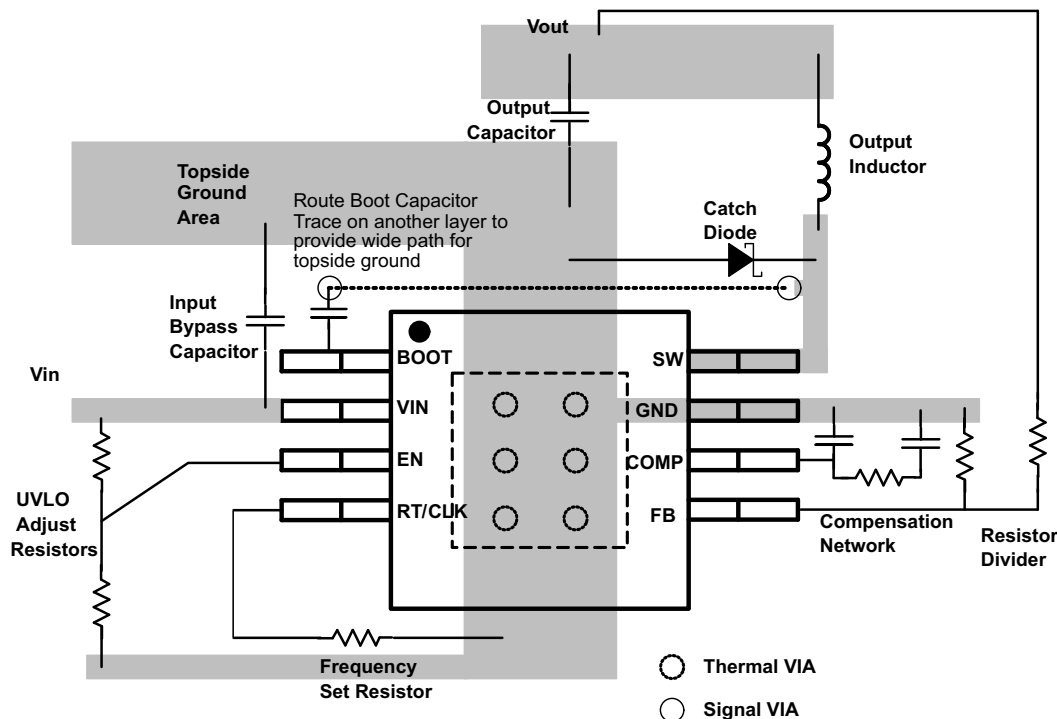 Vout
Output
Capacitor
Output
Inductor
Topside
Ground
Area
Route Boot Capacitor
Trace on another layer to
provide wide path for
topside ground
Catch
Diode
Input
Bypass
Capacitor
BOOT
SW
Vin
VIN
GND
EN
COMP
UVLO
Adjust
Resistors
RT/CLK
FB
Compensation
Network
Resistor
Divider
Frequency
Set Resistor
Thermal VIA
Signal VIA